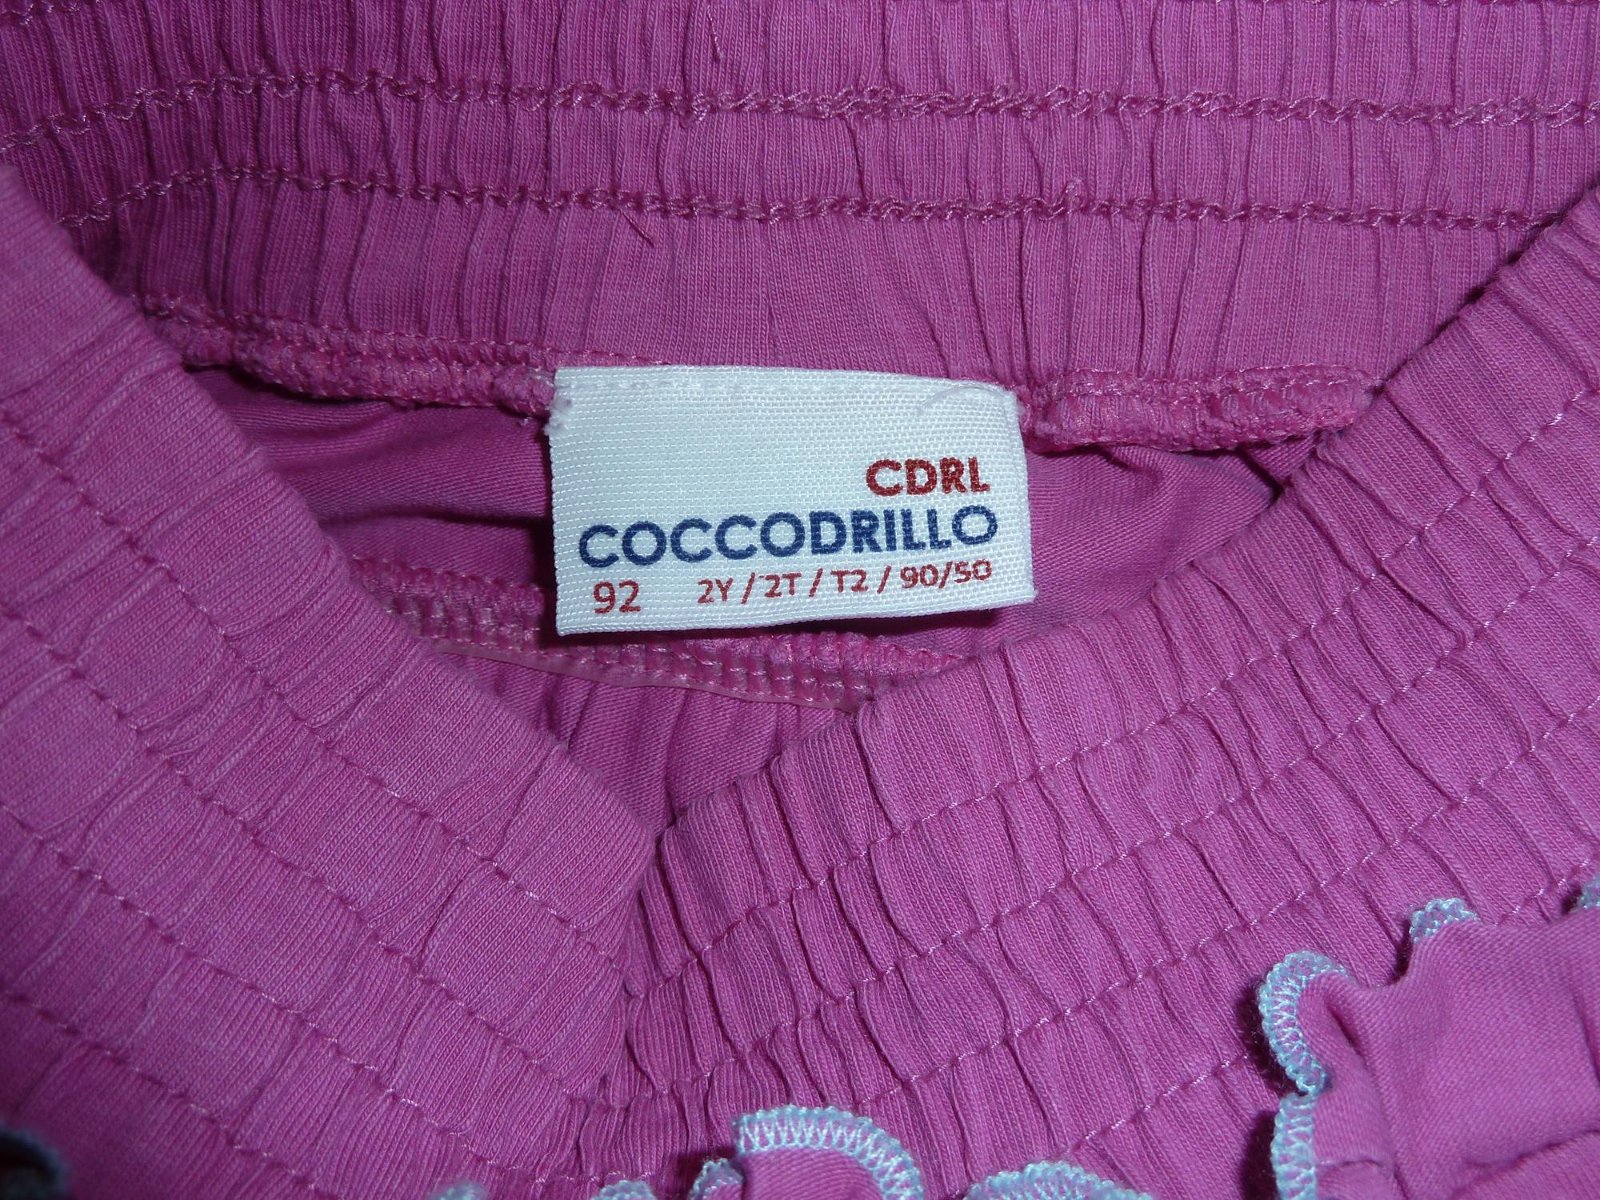 CDRL
COCCODRILLO
92 2Y / 2T / T2 / 90/50